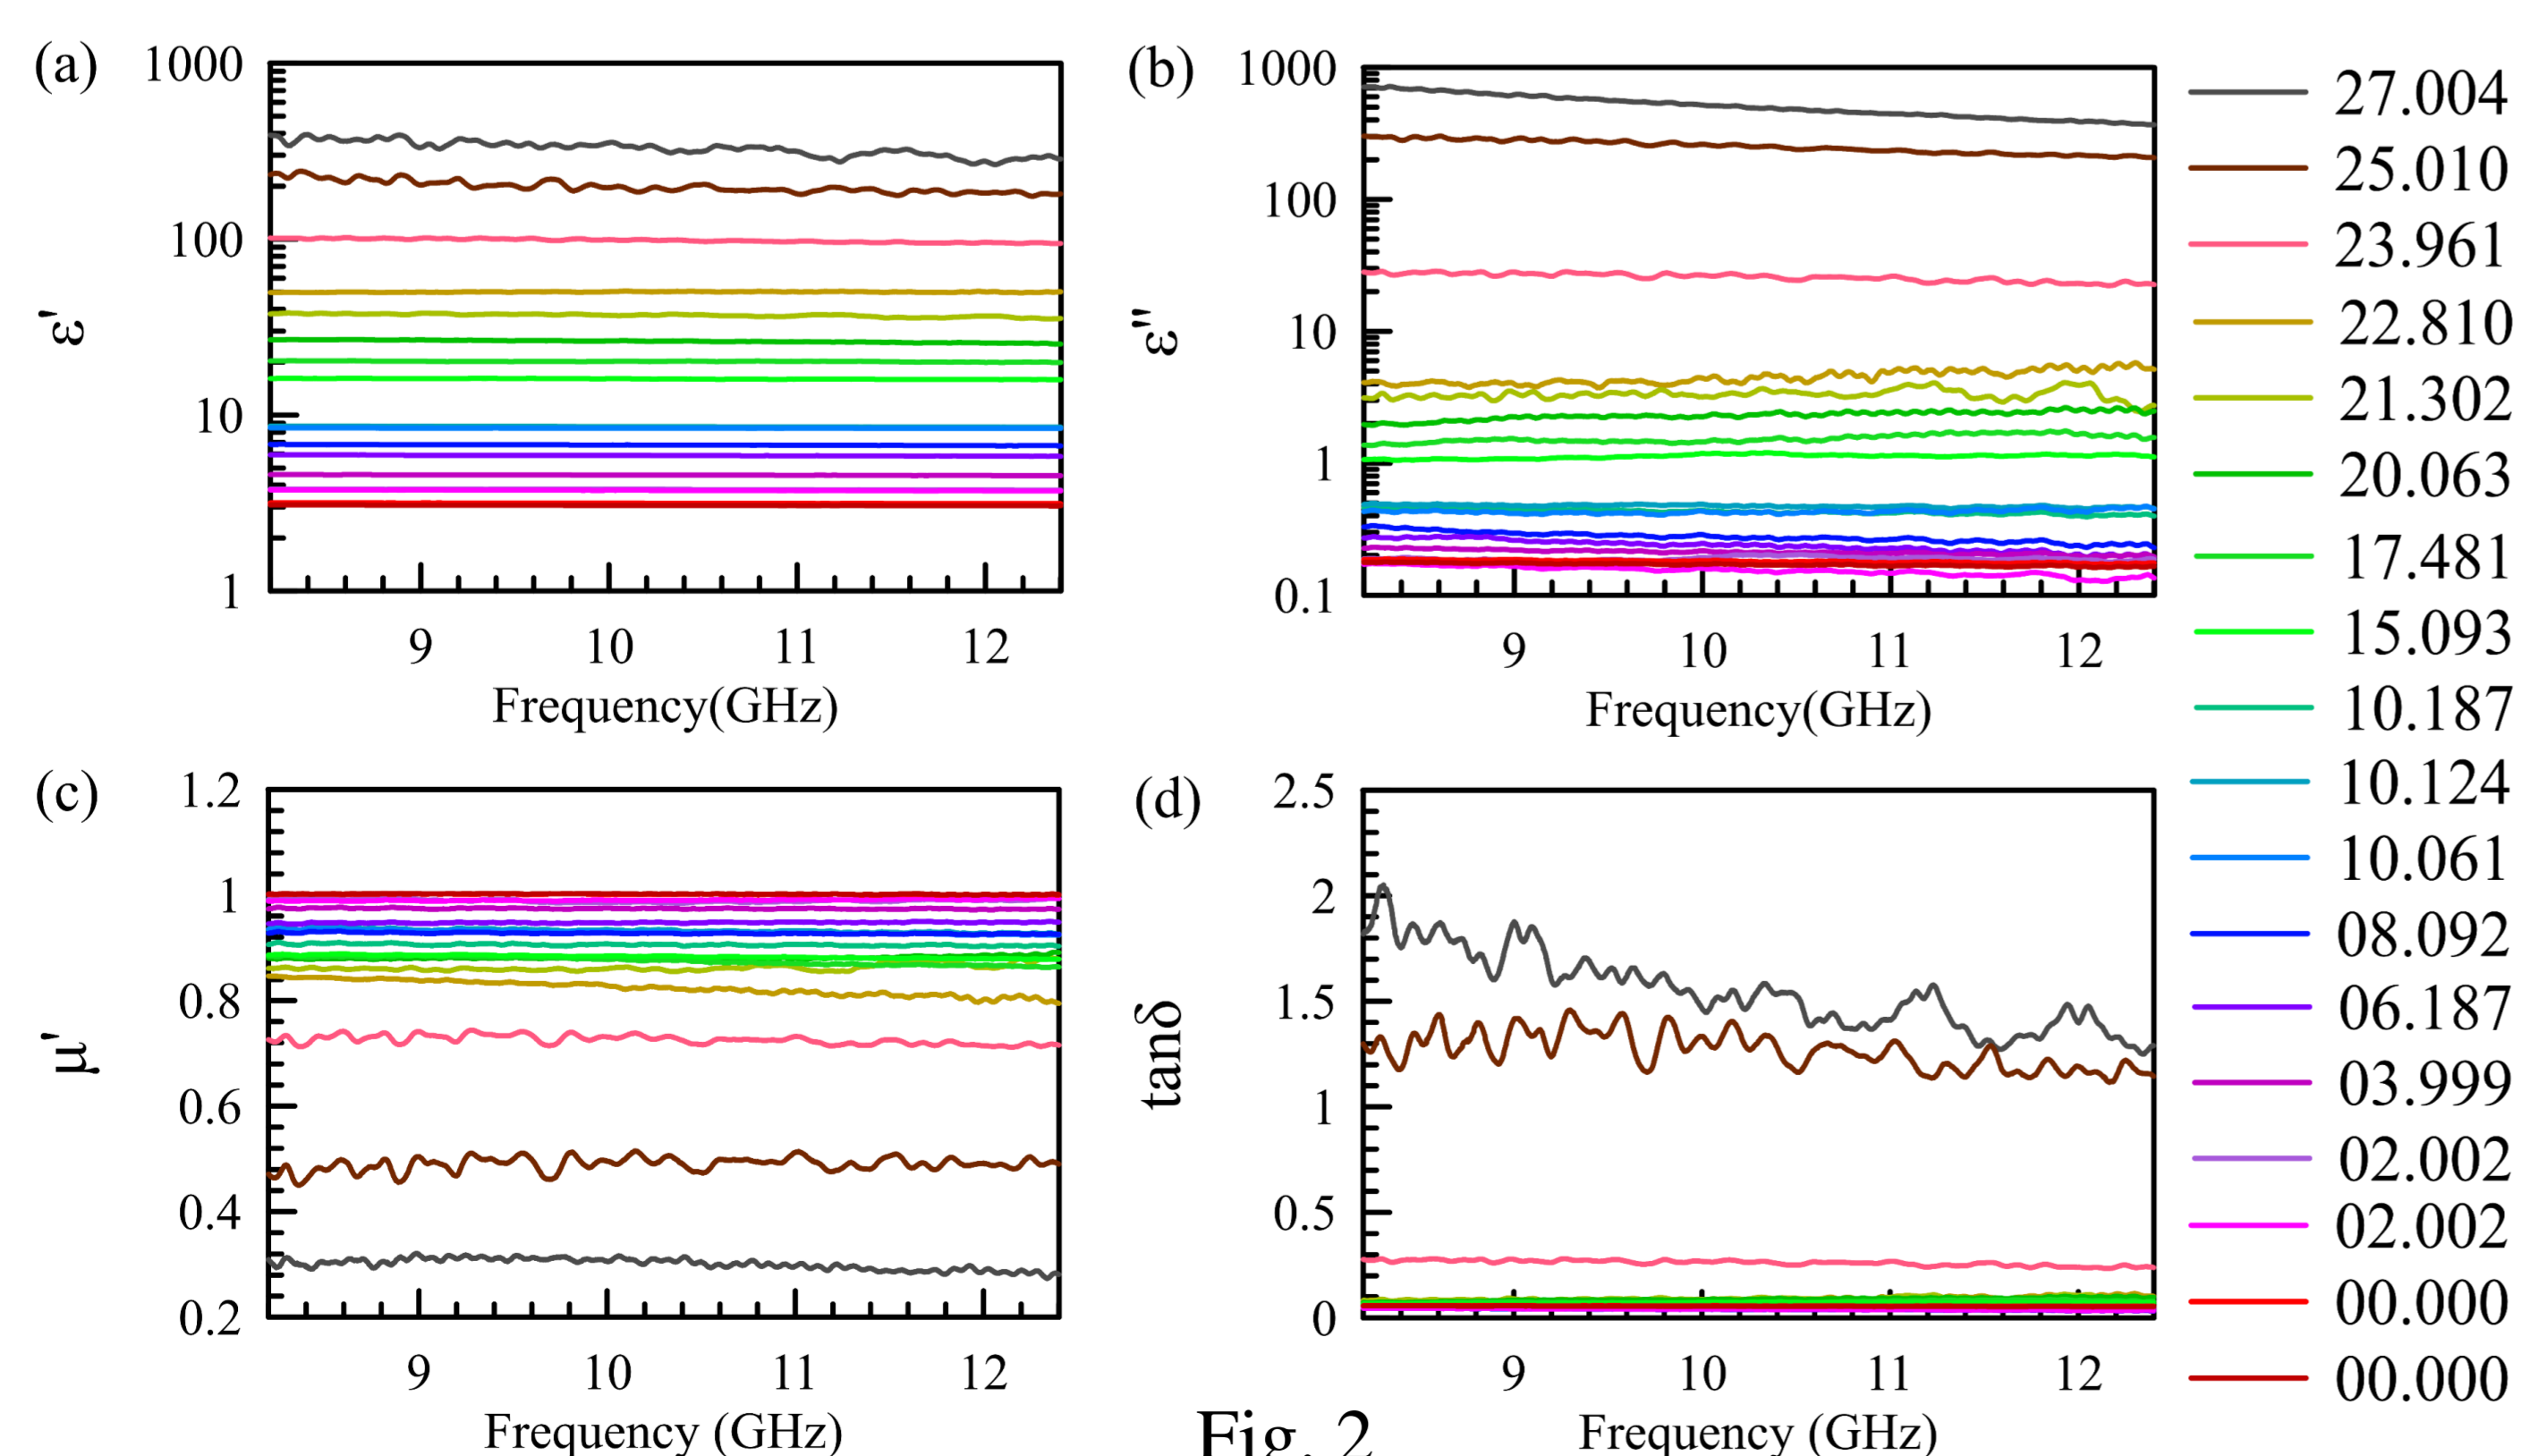 (a)
1000
100
10
1
ε'
9 10 11 12
Frequency(GHz)
(b)
1000
100
10
1
0.1
ε"
9 10 11 12
Frequency(GHz)
(c)
1.2
1
0.8
0.6
0.4
0.2
μ'
9 10 11 12
Frequency (GHz)
(d)
2.5
2
1.5
1
0.5
0
tanδ
9 10 11 12
Frequency (GHz)
27.004
25.010
23.961
22.810
21.302
20.063
17.481
15.093
10.187
10.124
10.061
08.092
06.187
03.999
02.002
02.002
00.000
00.000
Fig. 2